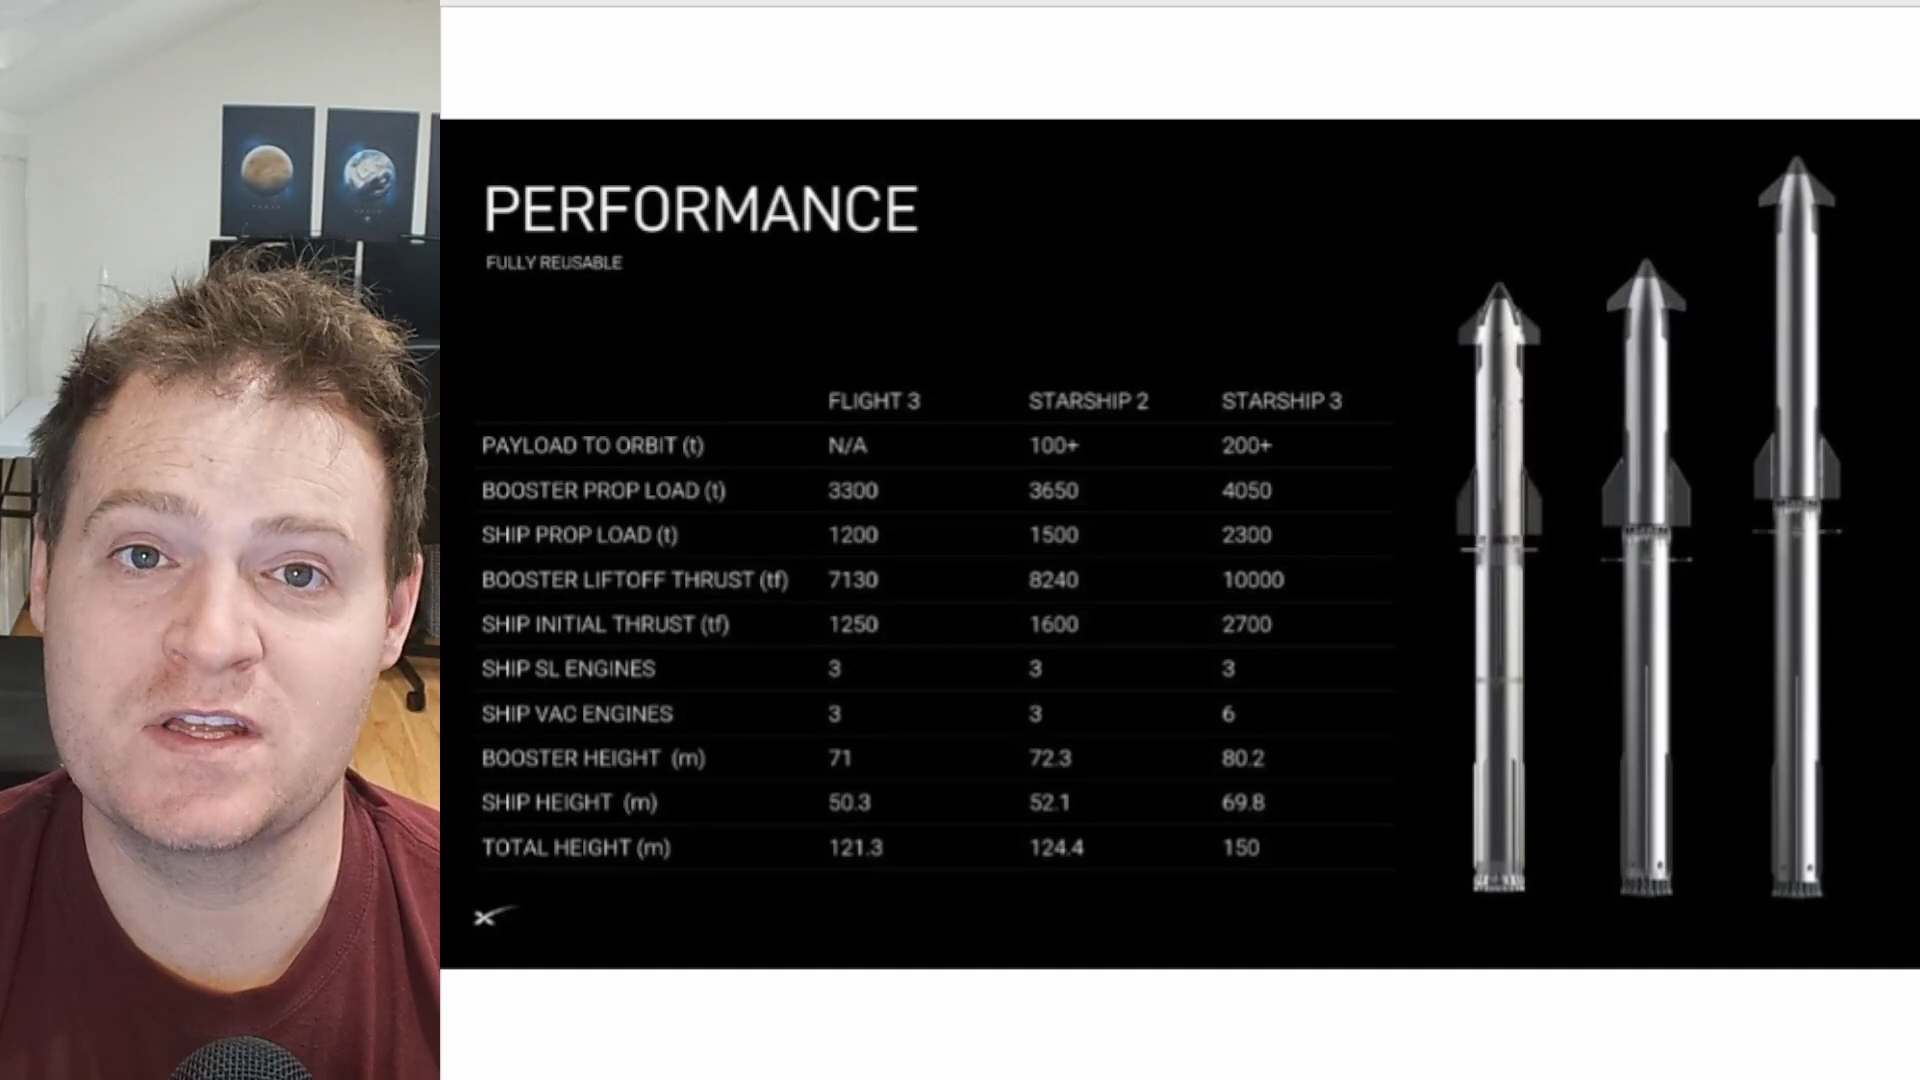 PERFORMANCE
FULLY REUSABLE
FLIGHT 3 STARSHIP 2 STARSHIP 3
PAYLOAD TO ORBIT (t) N/A 100+ 200+
BOOSTER PROP LOAD (t) 3300 3650 4050
SHIP PROP LOAD (t) 1200 1500 2300
BOOSTER LIFTOFF THRUST (tf) 7130 8240 10000
SHIP INITIAL THRUST (tf) 1250 1600 2700
SHIP SL ENGINES 3 3 3
SHIP VAC ENGINES 3 3 6
BOOSTER HEIGHT (m) 71 72.3 80.2
SHIP HEIGHT (m) 50.3 52.1 69.8
TOTAL HEIGHT (m) 121.3 124.4 150